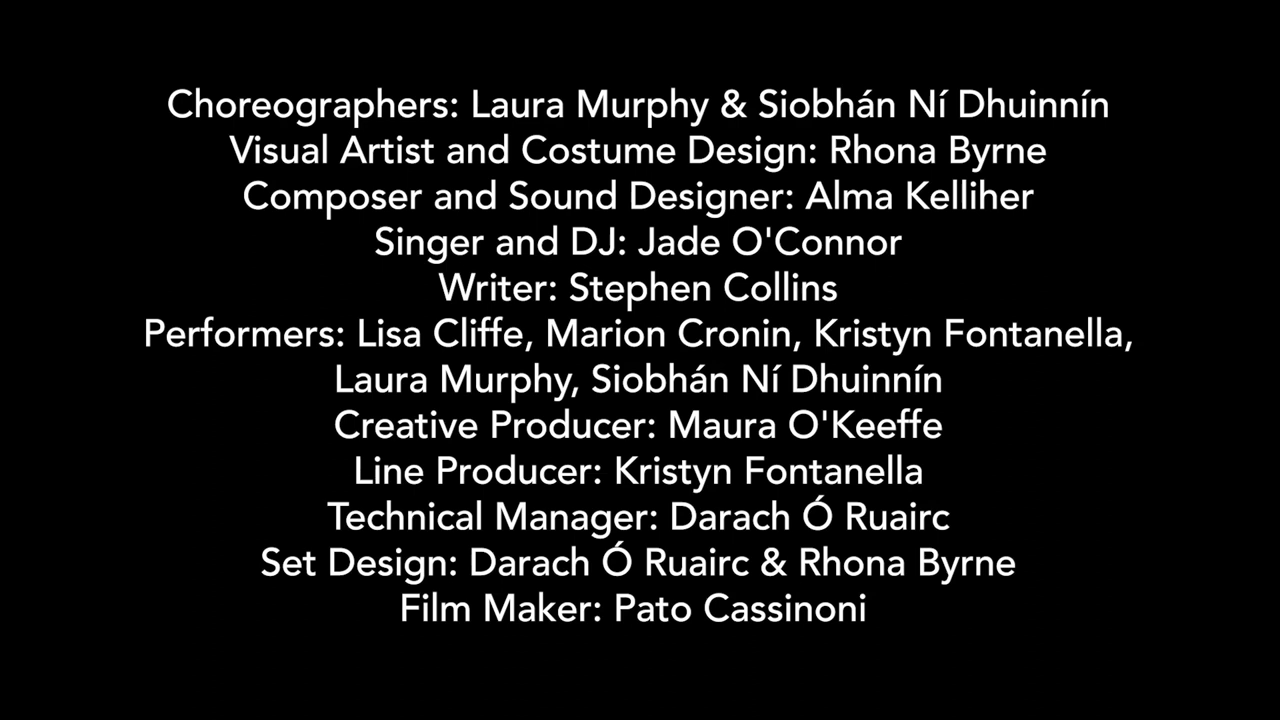 Choreographers: Laura Murphy & Siobhán Ní Dhuinnín
Visual Artist and Costume Design: Rhona Byrne
Composer and Sound Designer: Alma Kelliher
Singer and DJ: Jade O'Connor
Writer: Stephen Collins
Performers: Lisa Cliffe, Marion Cronin, Kristyn Fontanella,
Laura Murphy, Siobhán Ní Dhuinnín
Creative Producer: Maura O'Keeffe
Line Producer: Kristyn Fontanella
Technical Manager: Darach Ó Ruairc
Set Design: Darach Ó Ruairc & Rhona Byrne
Film Maker: Pato Cassinoni